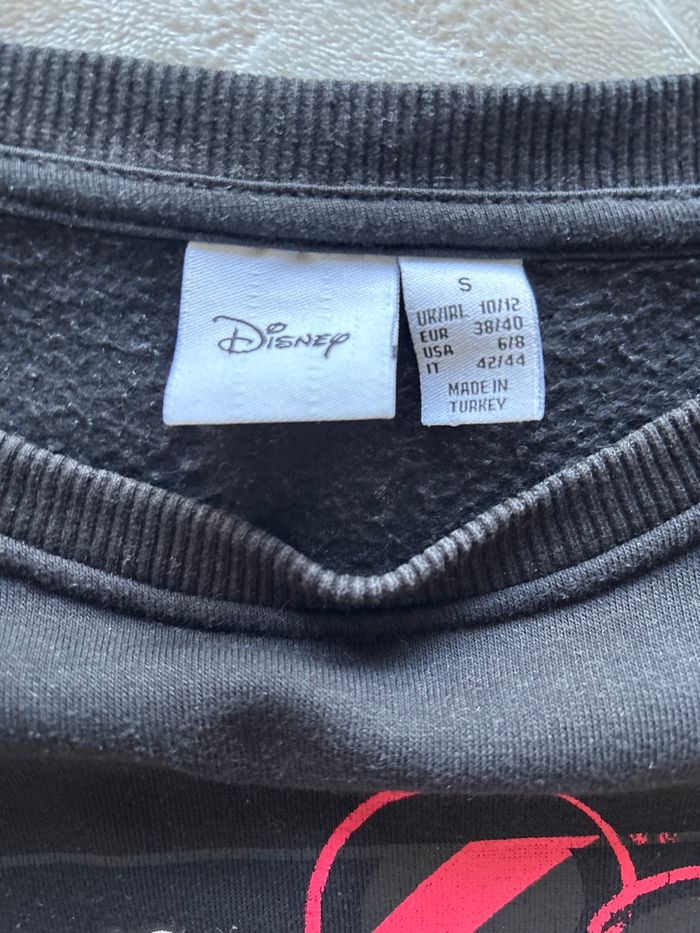 Disney
S
UK/IRL 10/12
EUR 38/40
USA 6/8
IT 42/44
MADE IN
TURKEY